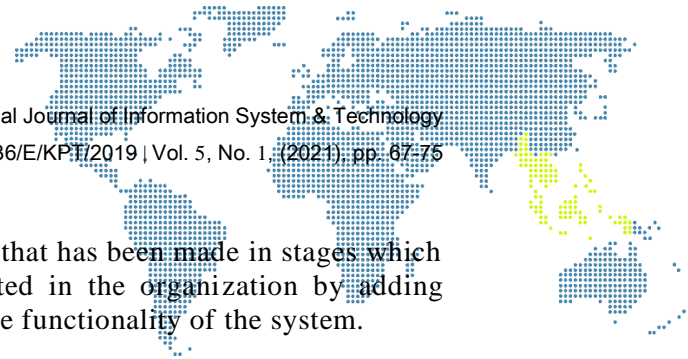 al Journal of Information System & Technology
36/E/KPT/2019 | Vol. 5, No. 1, (2021), pp. 67-75
that has been made in stages which
ted in the organization by adding
e functionality of the system.